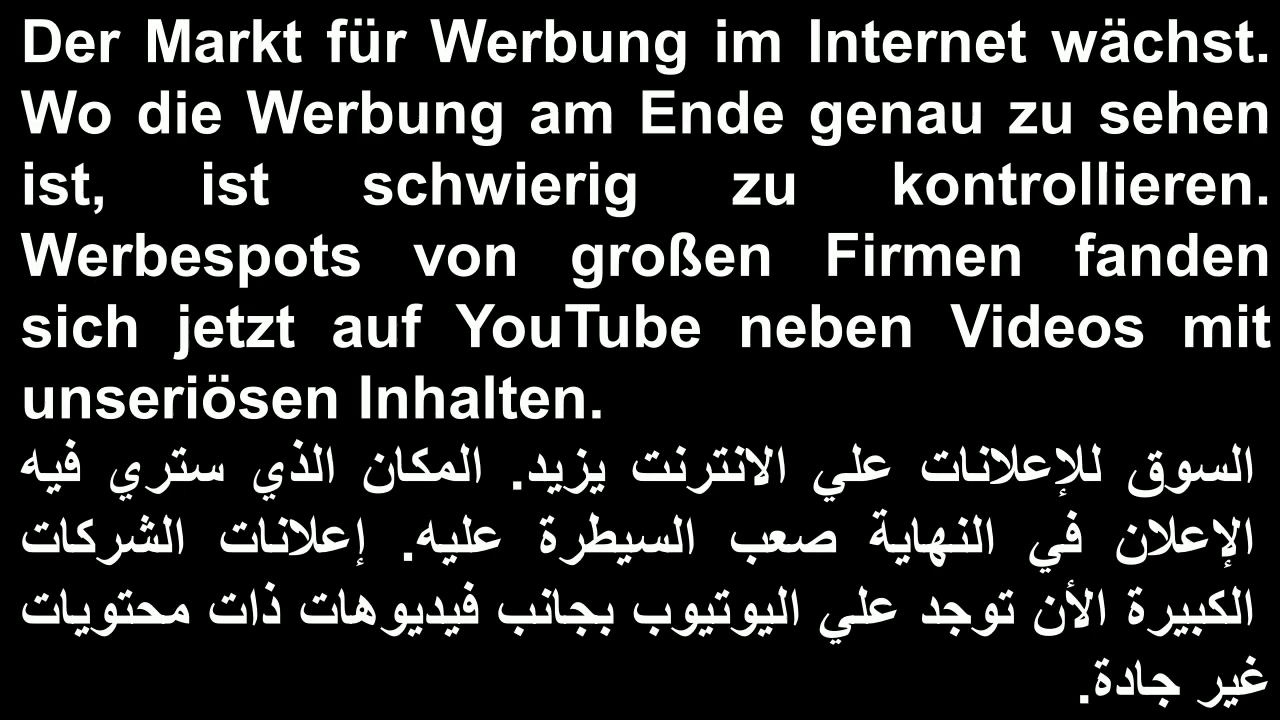 Der Markt für Werbung im Internet wächst.
Wo die Werbung am Ende genau zu sehen
ist, ist schwierig zu kontrollieren.
Werbespots von großen Firmen fanden
sich jetzt auf YouTube neben Videos mit
unseriösen Inhalten.
السوق للإعلانات علي الانترنت يزيد. المكان الذي ستري فيه
الإعلان في النهاية صعب السيطرة عليه. إعلانات الشركات
الكبيرة الأن توجد علي اليوتيوب بجانب فيديوهات ذات محتويات
غير جادة.